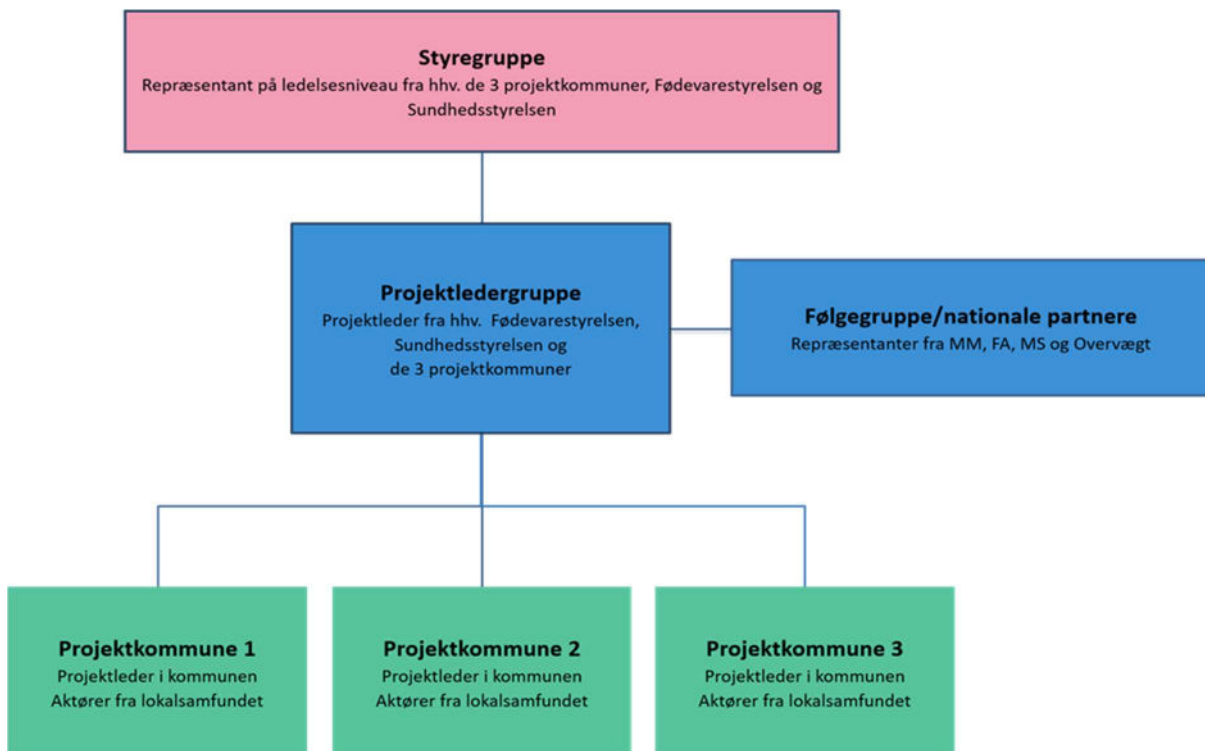 Styregruppe
Repræsentant på ledelsesniveau fra hhv. de 3 projektkommuner, Fødevarestyrelsen og
Sundhedsstyrelsen
Projektledergruppe
Projektleder fra hhv. Fødevarestyrelsen,
Sundhedsstyrelsen og
de 3 projektkommuner
Følgegruppe/nationale partnere
Repræsentanter fra MM, FA, MS og Overvægt
Projektkommune 1
Projektleder i kommunen
Aktører fra lokalsamfundet
Projektkommune 2
Projektleder i kommunen
Aktører fra lokalsamfundet
Projektkommune 3
Projektleder i kommunen
Aktører fra lokalsamfundet